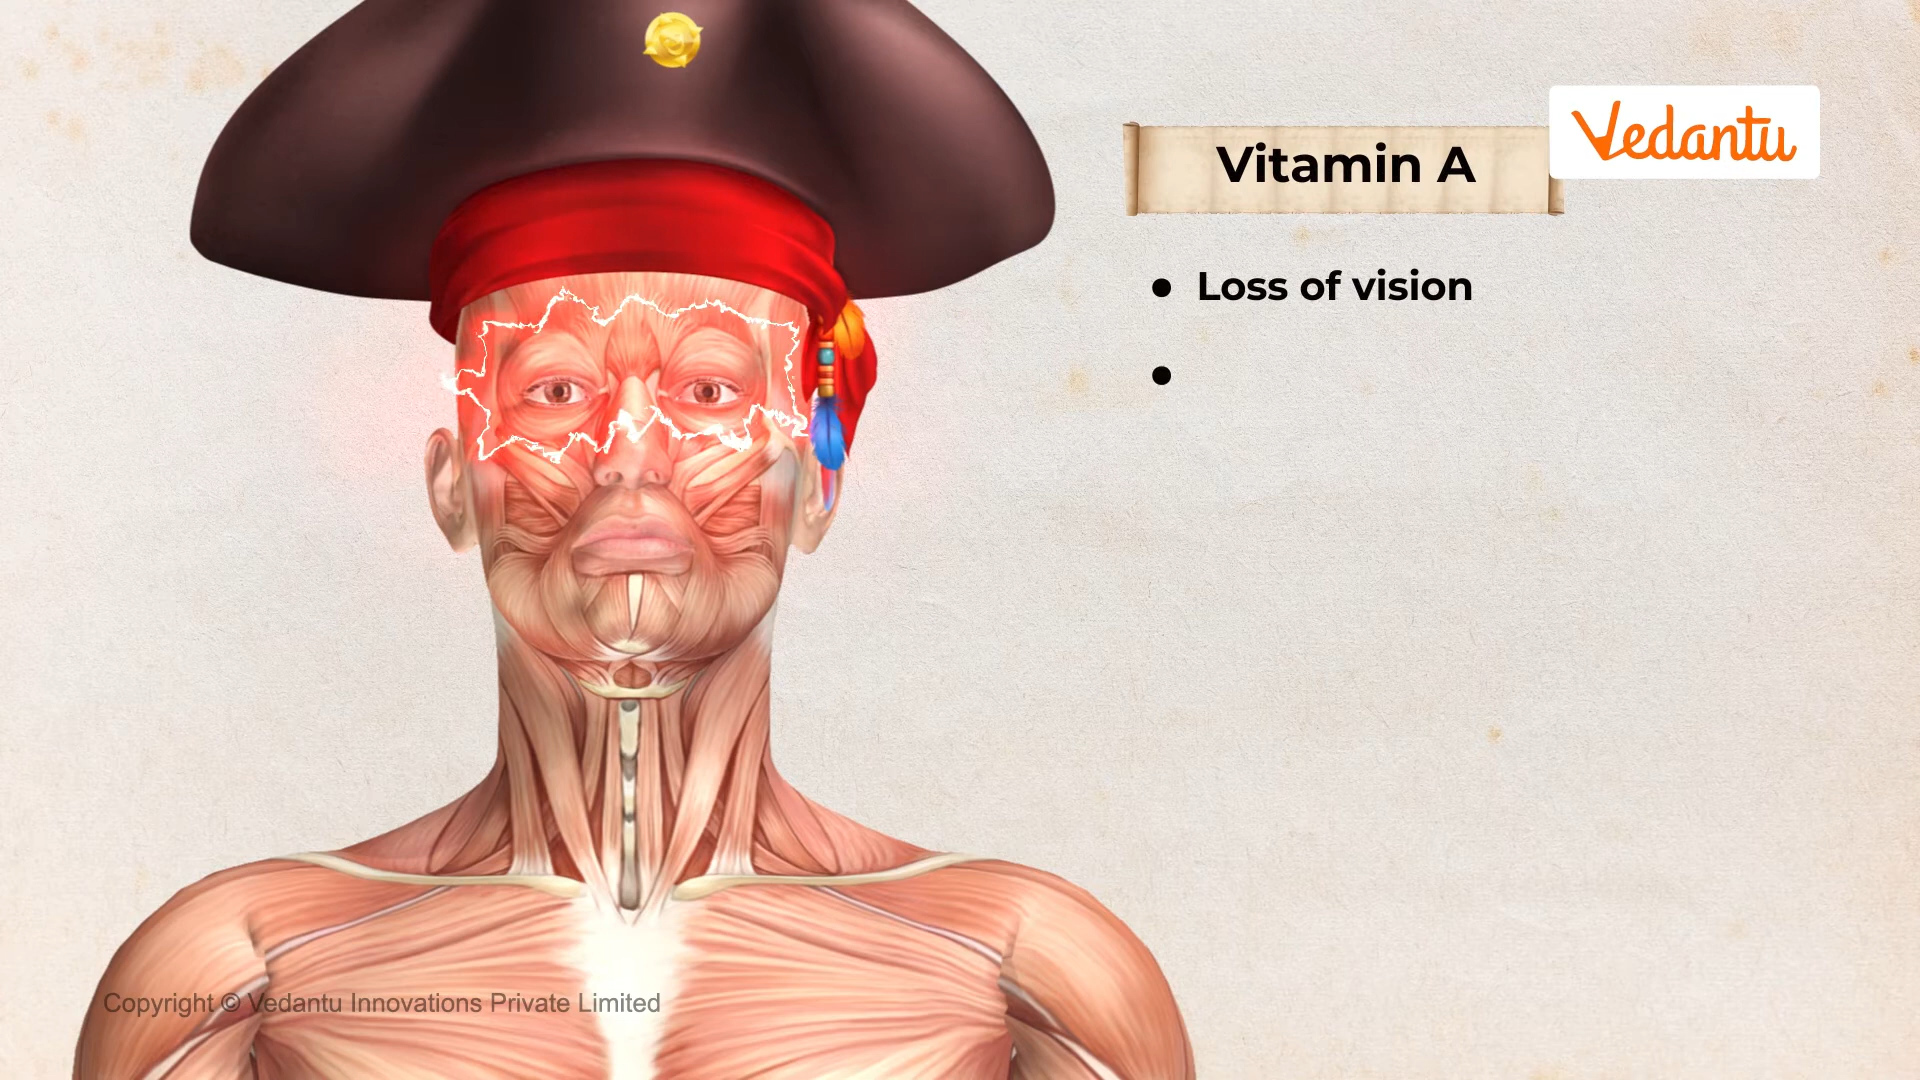 Vitamin A
Vedantu
● Loss of vision
●
Copyright © Vedantu Innovations Private Limited